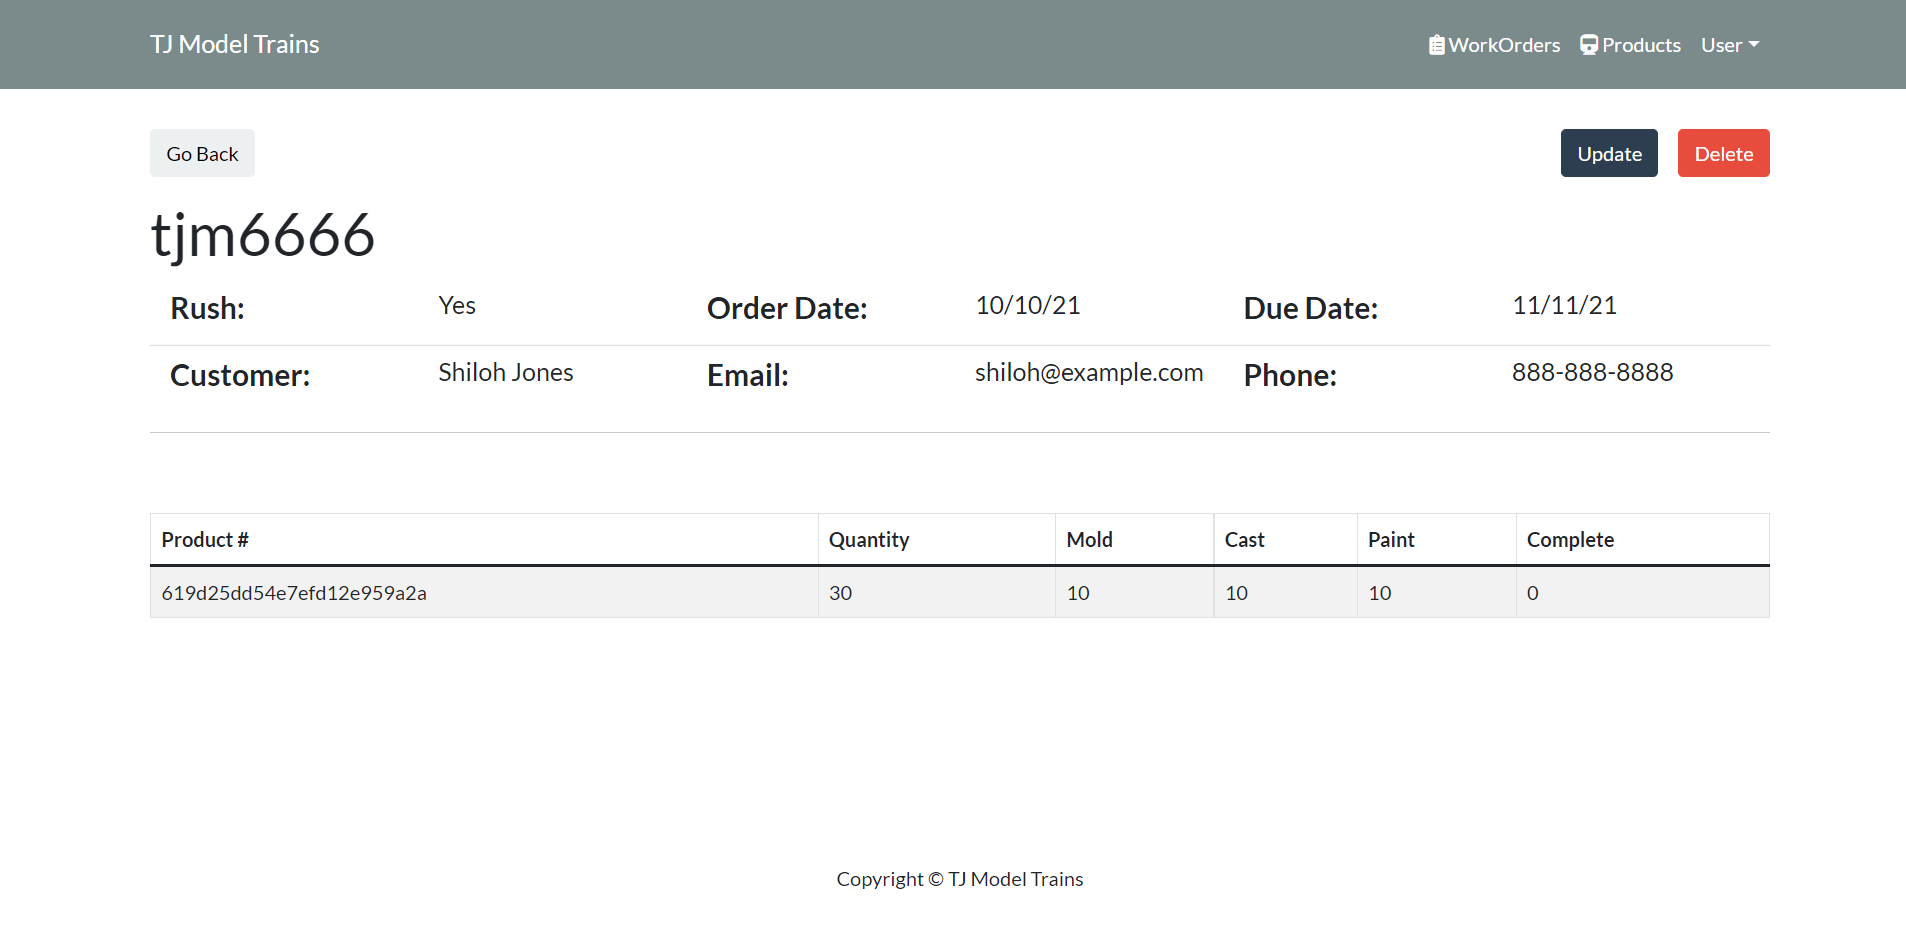 TJ Model Trains WorkOrders Products User
Go Back Update Delete
tjm6666
Rush: Yes Order Date: 10/10/21 Due Date: 11/11/21
Customer: Shiloh Jones Email: shiloh@example.com Phone: 888-888-8888
Product # Quantity Mold Cast Paint Complete
619d25dd54e7efd12e959a2a 30 10 10 10 0
Copyright © TJ Model Trains